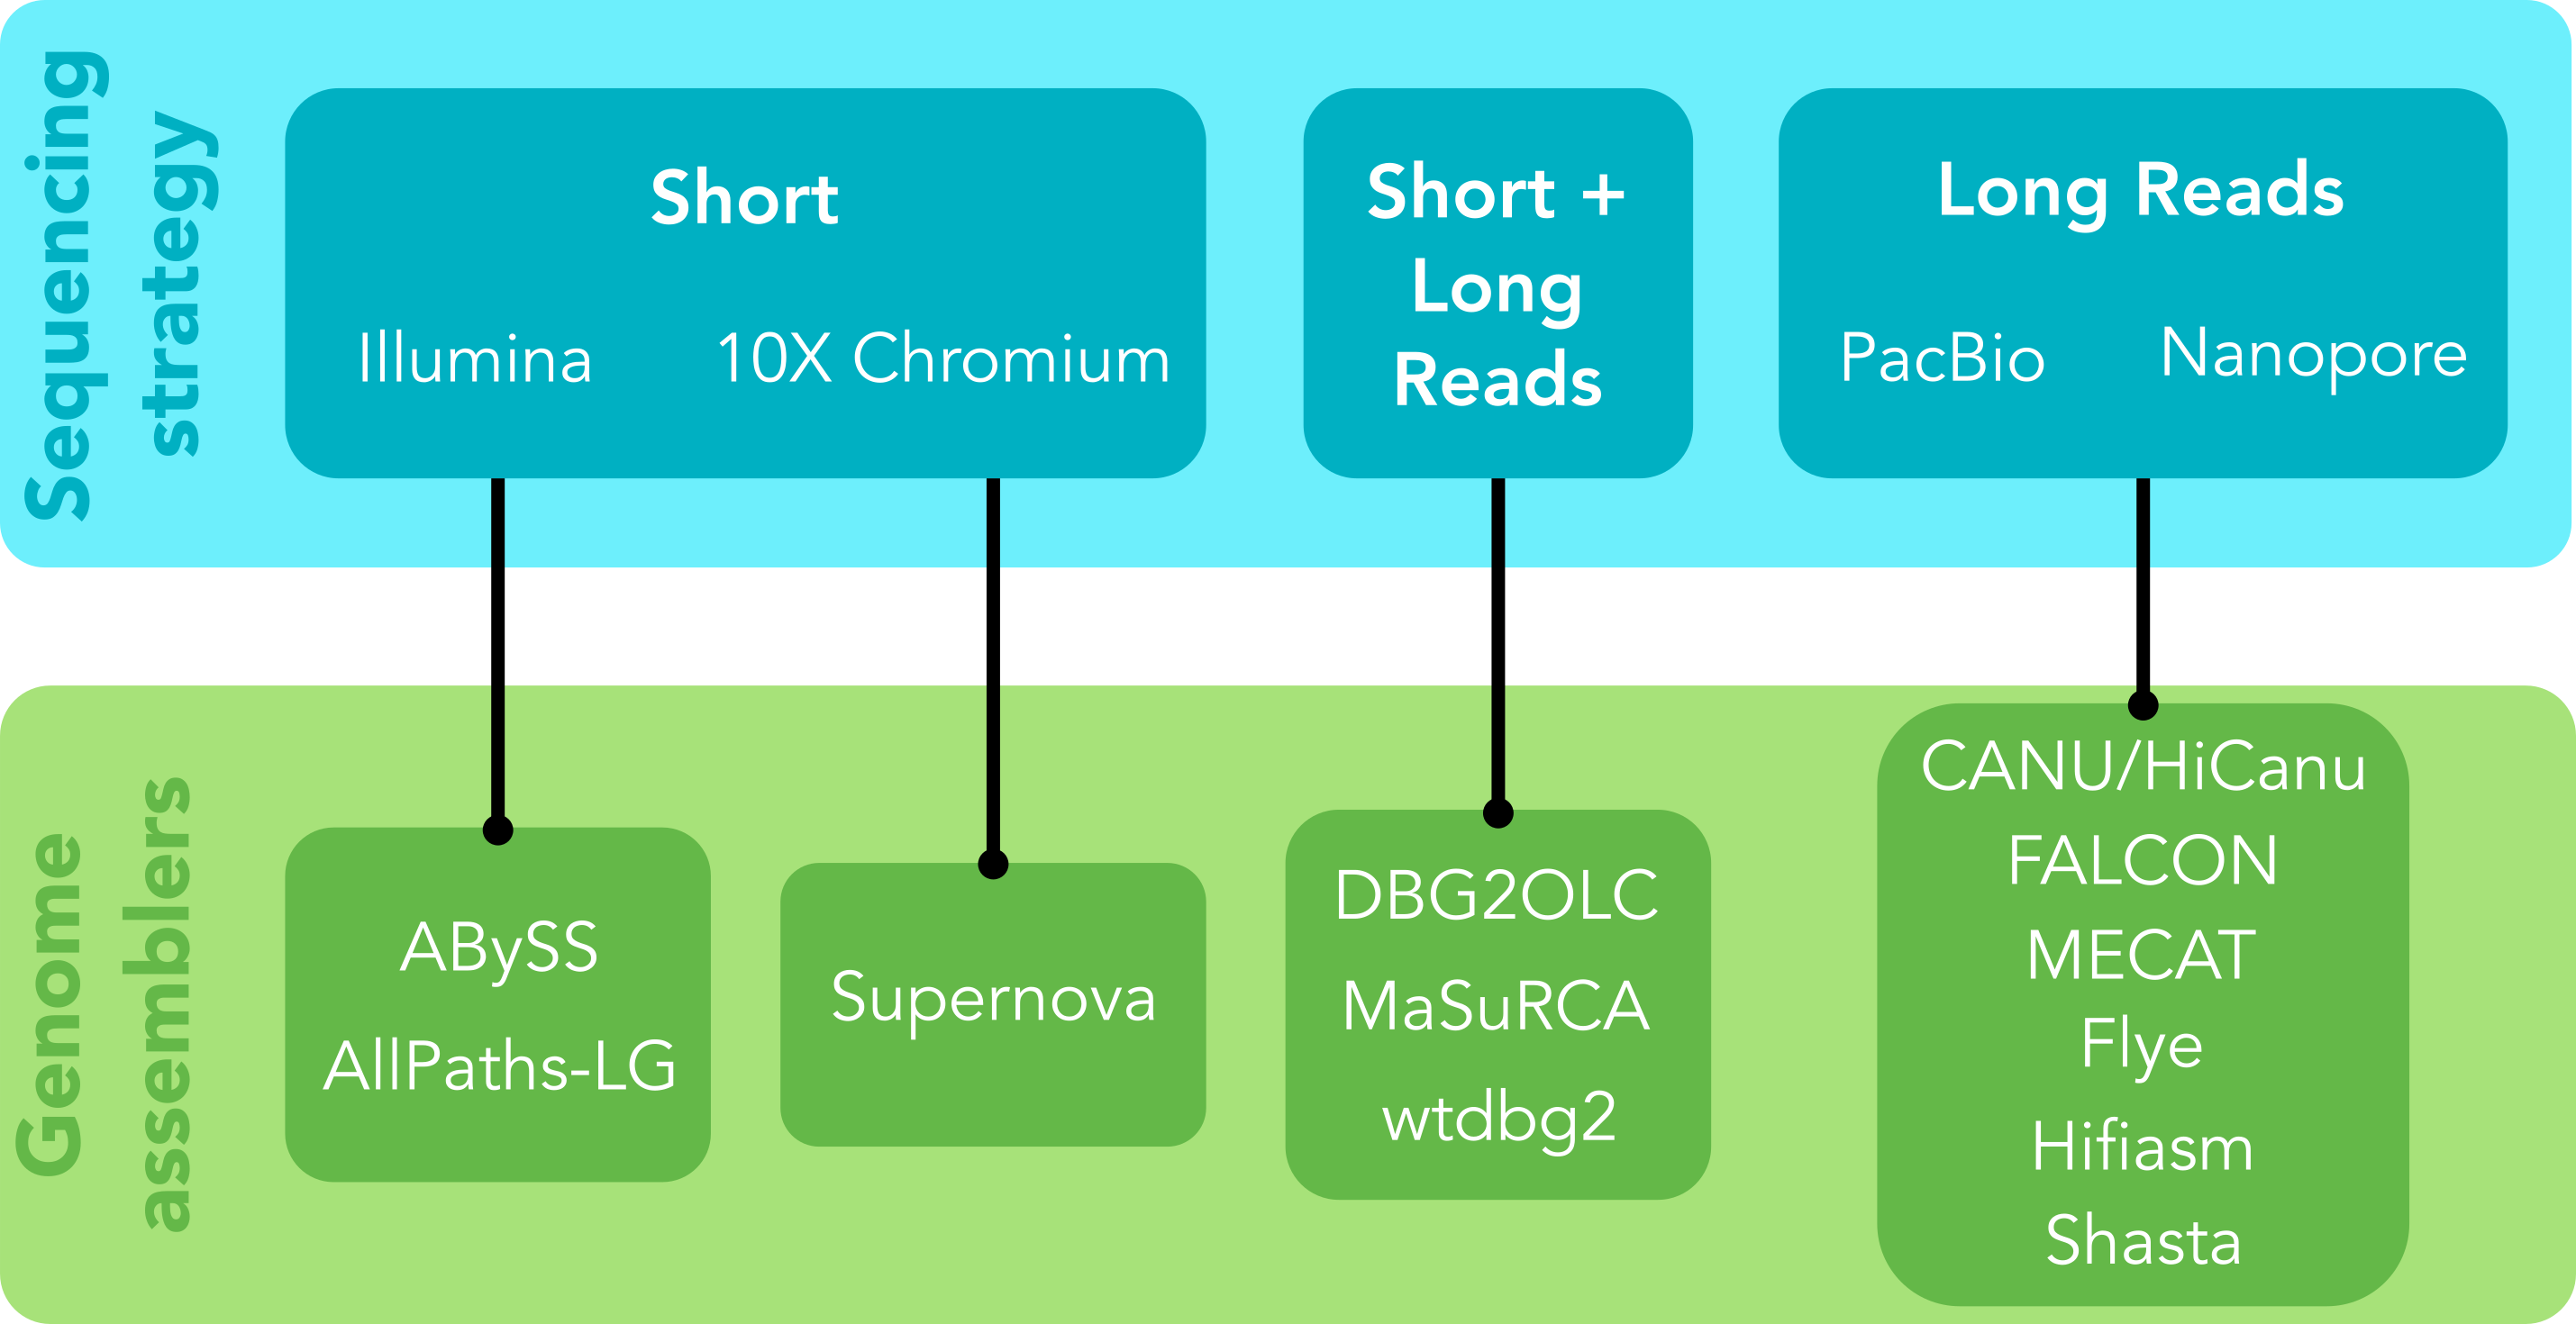 Sequencing
strategy
Short
Illumina
10X Chromium
Short +
Long
Reads
Long Reads
PacBio
Nanopore
Genome
assemblers
ABySS
AllPaths-LG
Supernova
DBG2OLC
MaSuRCA
wtdbg2
CANU/HiCanu
FALCON
MECAT
Flye
Hifiasm
Shasta